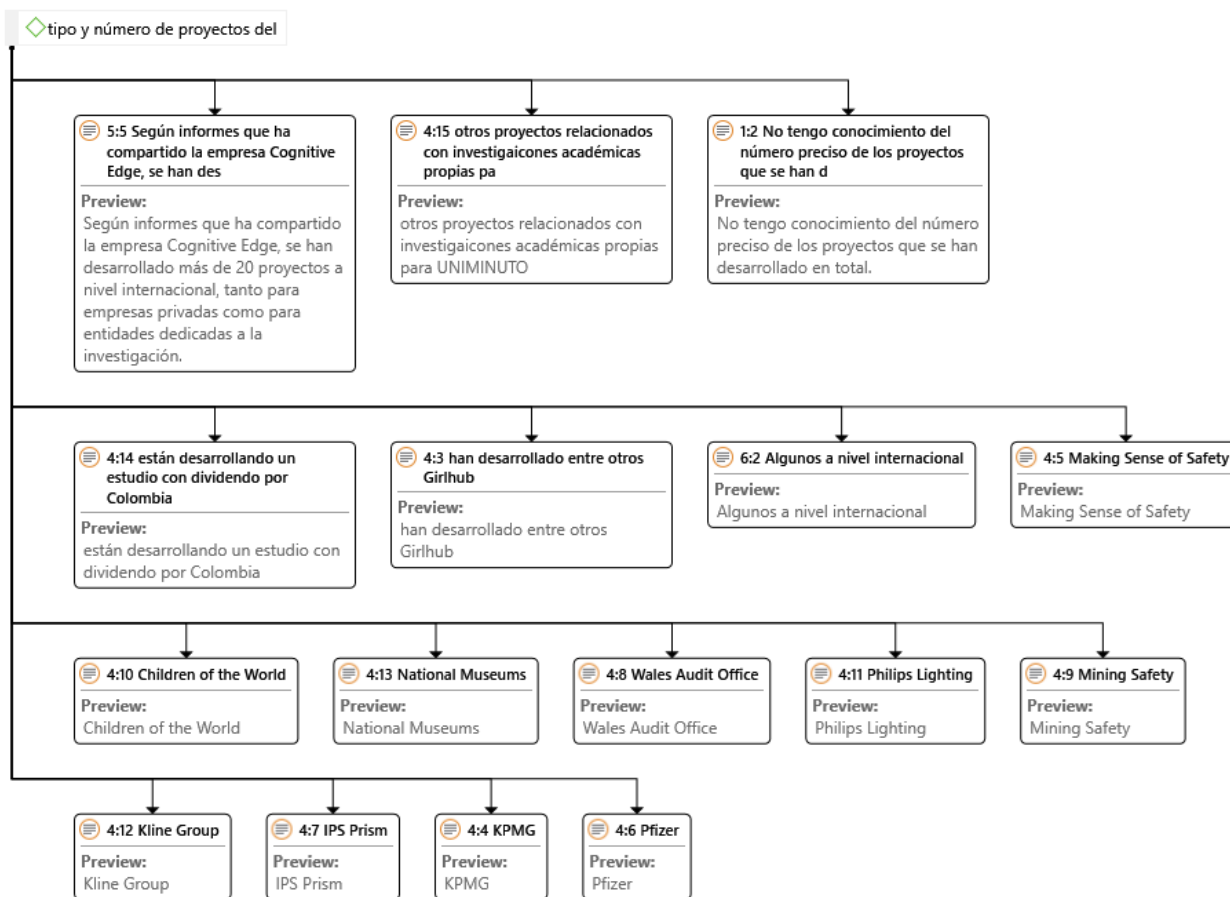 tipo y número de proyectos del
5:5 Según informes que ha
compartido la empresa Cognitive
Edge, se han des
Preview:
Según informes que ha compartido
la empresa Cognitive Edge, se han
desarrollado más de 20 proyectos a
nivel internacional, tanto para
empresas privadas como para
entidades dedicadas a la
investigación.
4:15 otros proyectos relacionados
con investigaicones académicas
propias pa
Preview:
otros proyectos relacionados con
investigaicones académicas propias
para UNIMINUTO
1:2 No tengo conocimiento del
número preciso de los proyectos
que se han d
Preview:
No tengo conocimiento del número
preciso de los proyectos que se han
desarrollado en total.
4:14 están desarrollando un
estudio con dividendo por
Colombia
Preview:
están desarrollando un estudio con
dividendo por Colombia
4:3 han desarrollado entre otros
Girlhub
Preview:
han desarrollado entre otros
Girlhub
6:2 Algunos a nivel internacional
Preview:
Algunos a nivel internacional
4:5 Making Sense of Safety
Preview:
Making Sense of Safety
4:10 Children of the World
Preview:
Children of the World
4:13 National Museums
Preview:
National Museums
4:8 Wales Audit Office
Preview:
Wales Audit Office
4:11 Philips Lighting
Preview:
Philips Lighting
4:9 Mining Safety
Preview:
Mining Safety
4:12 Kline Group
Preview:
Kline Group
4:7 IPS Prism
Preview:
IPS Prism
4:4 KPMG
Preview:
KPMG
4:6 Pfizer
Preview:
Pfizer